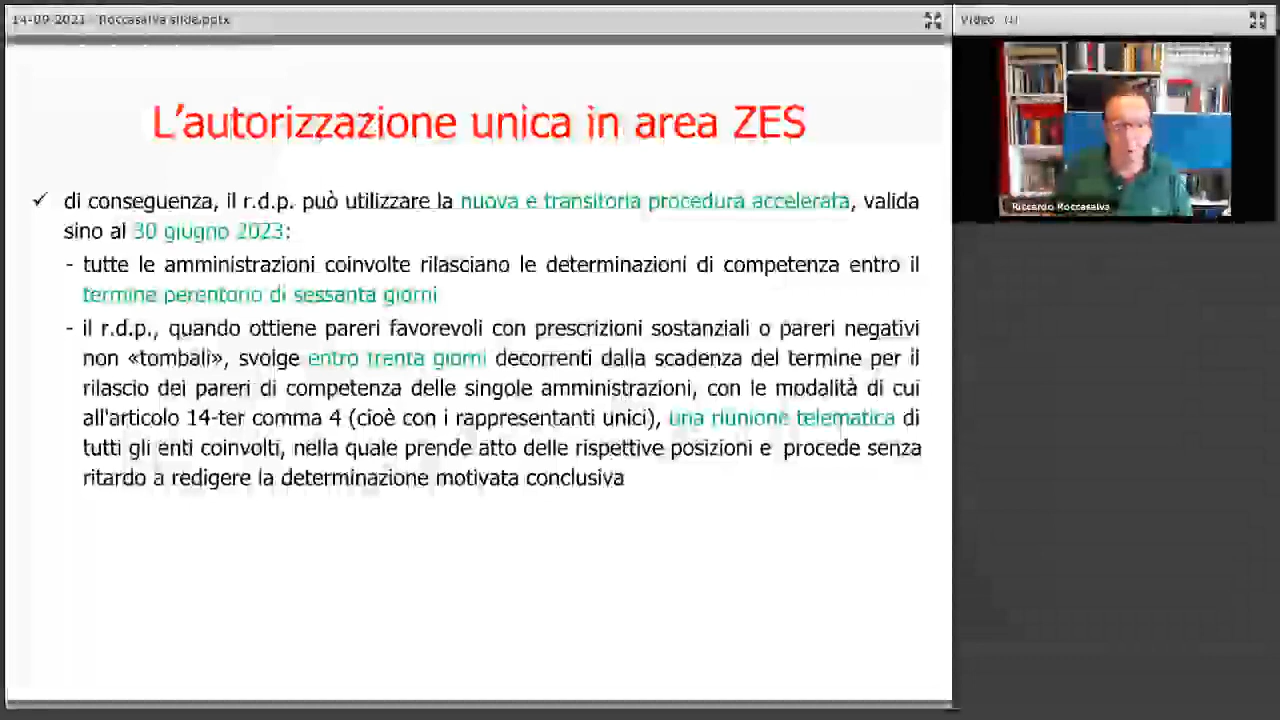 14-09-2021 Roccasalva slide.pptx
Video (1)
L'autorizzazione unica in area ZES
✓ di conseguenza, il r.d.p. può utilizzare la nuova e transitoria procedura accelerata, valida
sino al 30 giugno 2023:
- tutte le amministrazioni coinvolte rilasciano le determinazioni di competenza entro il
termine perentorio di sessanta giorni
- il r.d.p., quando ottiene pareri favorevoli con prescrizioni sostanziali o pareri negativi
non «tombali», svolge entro trenta giorni decorrenti dalla scadenza del termine per il
rilascio dei pareri di competenza delle singole amministrazioni, con le modalità di cui
all'articolo 14-ter comma 4 (cioè con i rappresentanti unici), una riunione telematica di
tutti gli enti coinvolti, nella quale prende atto delle rispettive posizioni e procede senza
ritardo a redigere la determinazione motivata conclusiva
Riccardo Roccasalva